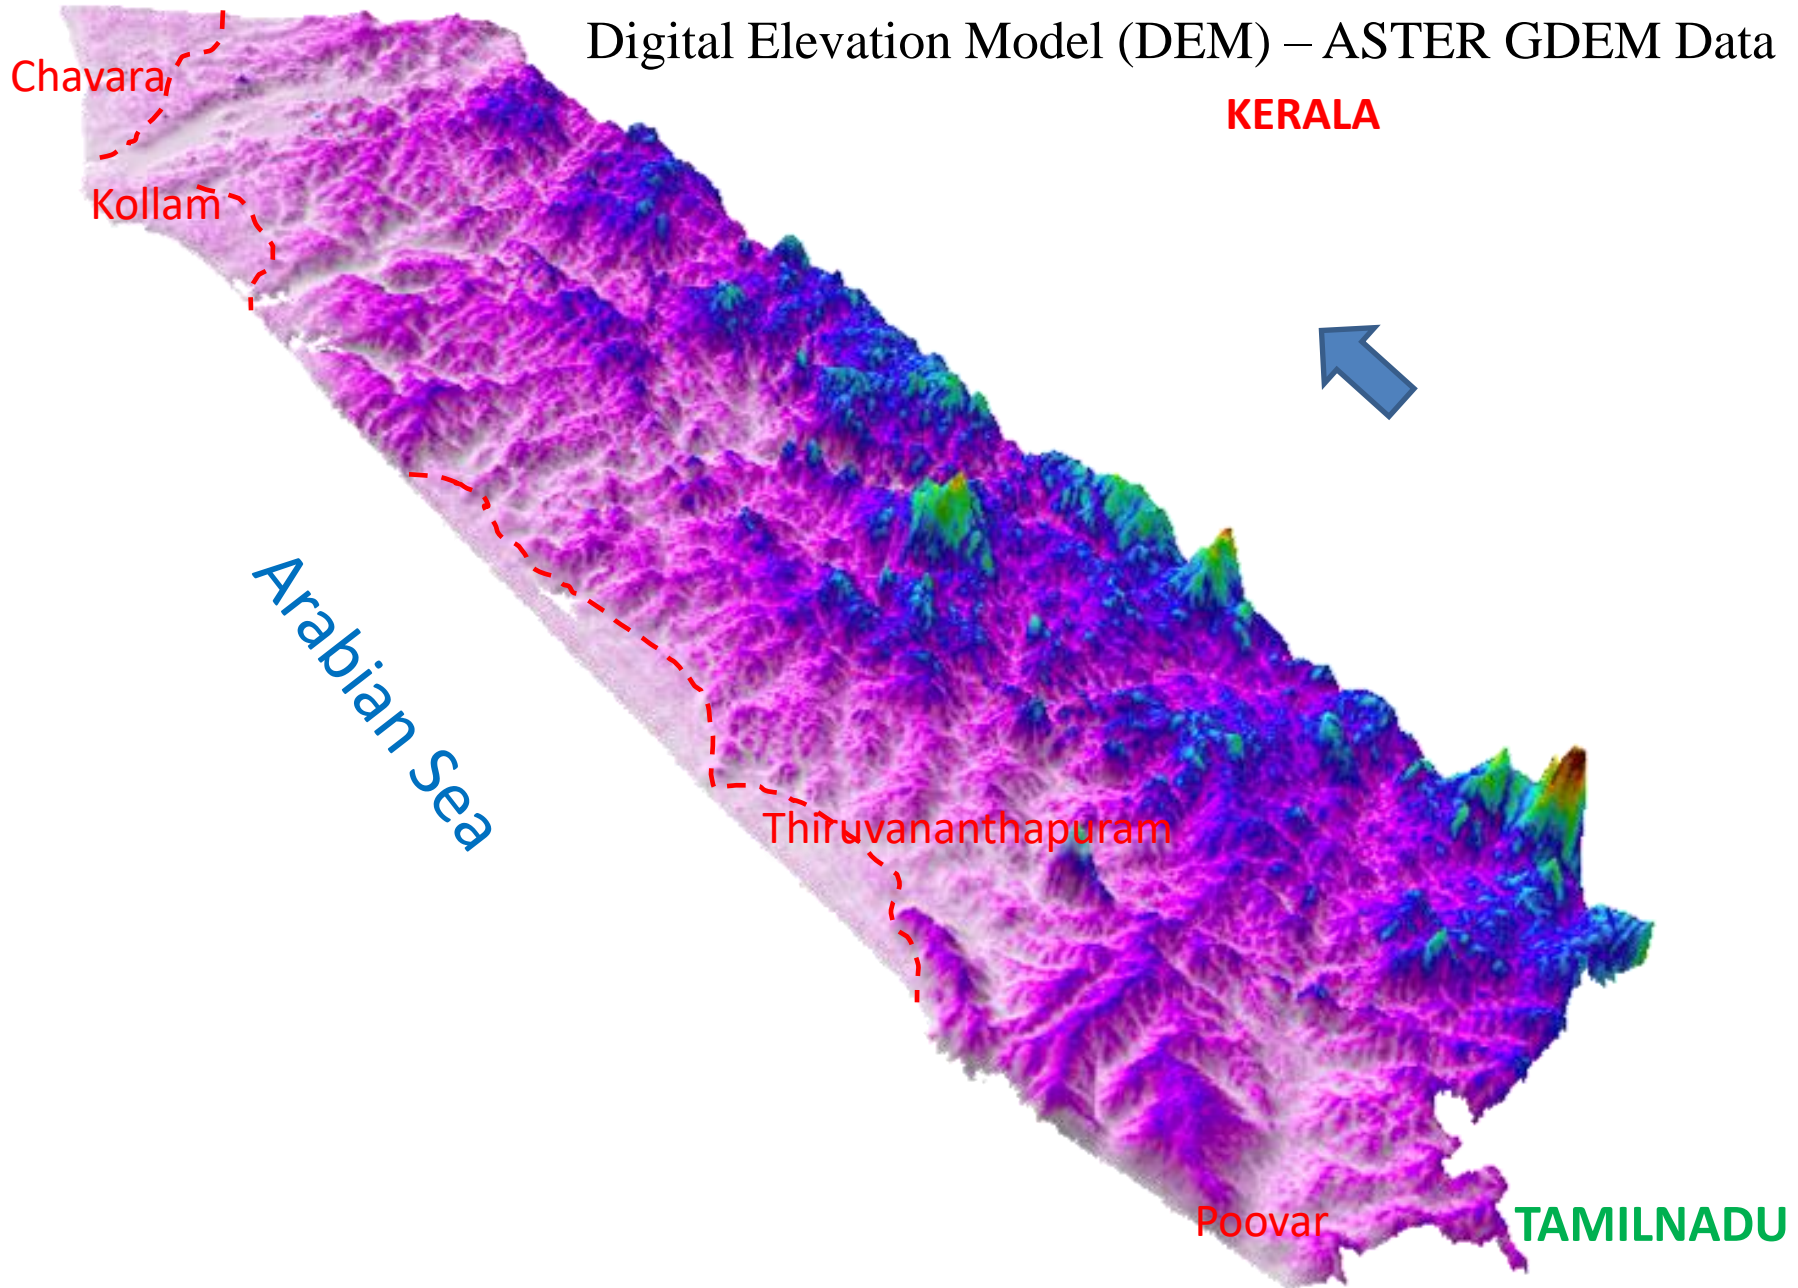 Digital Elevation Model (DEM) – ASTER GDEM Data
Chavara
KERALA
Kollam
Arabian Sea
Thiruvananthapuram
Poovar
TAMILNADU